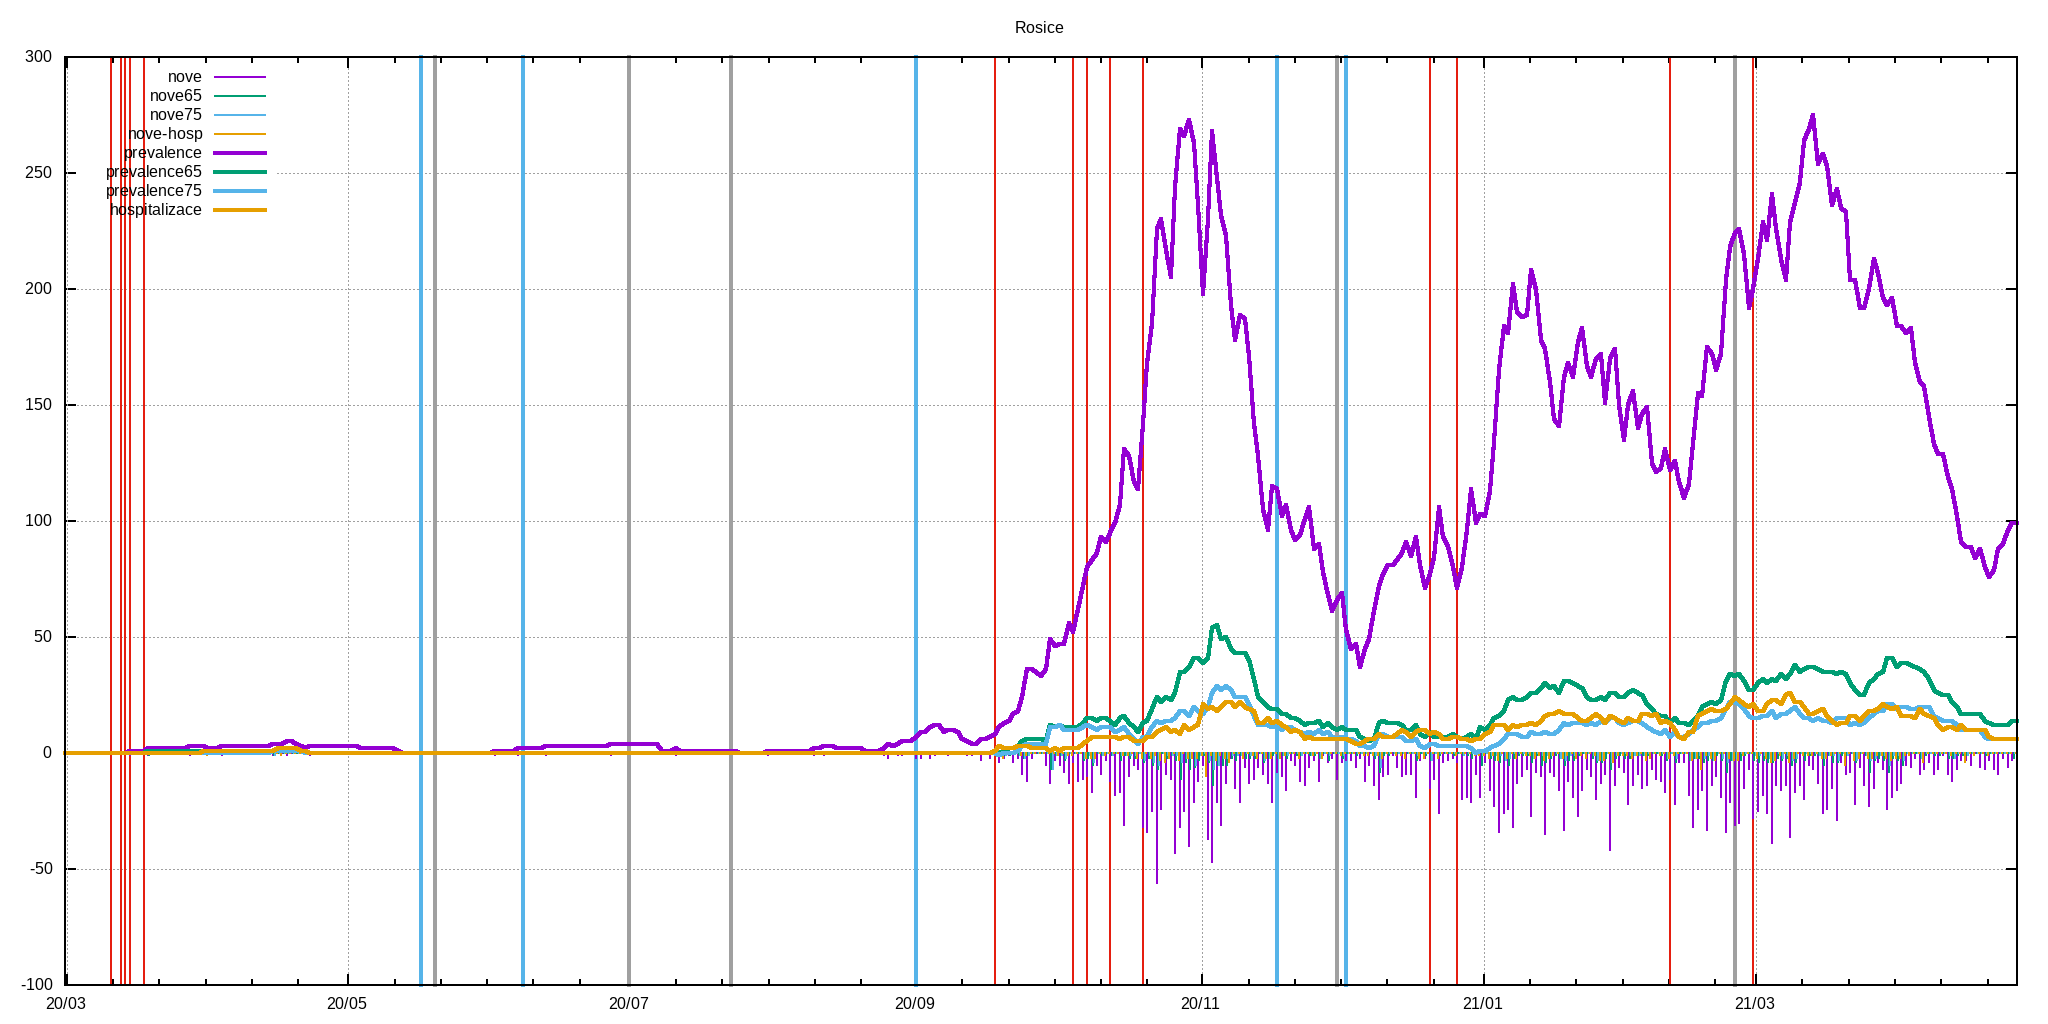 Rosice
300
250
200
150
100
50
0
-50
-100
nove
nove65
nove75
nove-hosp
prevalence
prevalence65
prevalence75
hospitalizace
20/03 20/05 20/07 20/09 20/11 21/01 21/03